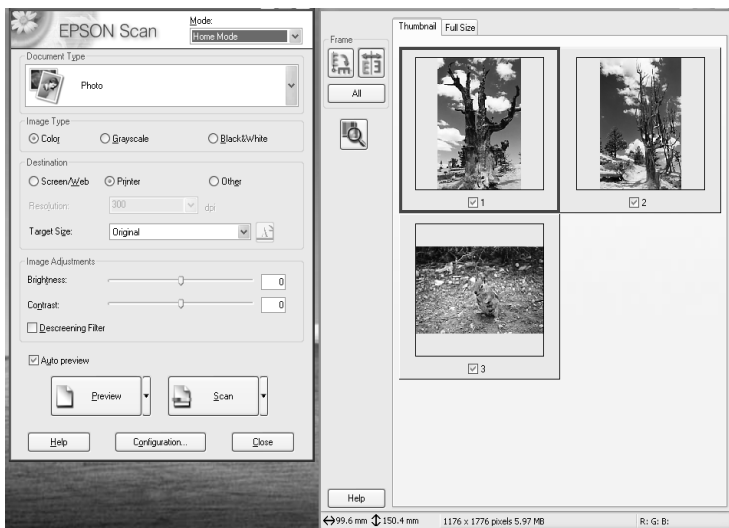 EPSON Scan
Mode:
Home Mode
Document Type
Photo
Image Type
Color Grayscale Black&White
Destination
Screen/Web Printer Other
Resolution: 300 dpi
Target Size: Original
Image Adjustments
Brightness: 0
Contrast: 0
Descreening Filter
Auto preview
Preview Scan
Help Configuration... Close
Frame
All
Help
Thumbnail Full Size
1 2
3
99.6 mm 150.4 mm 1176 x 1776 pixels 5.97 MB R: G: B: